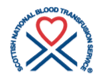 SCOTTISH NATIONAL BLOOD TRANSFUSION SERVICE